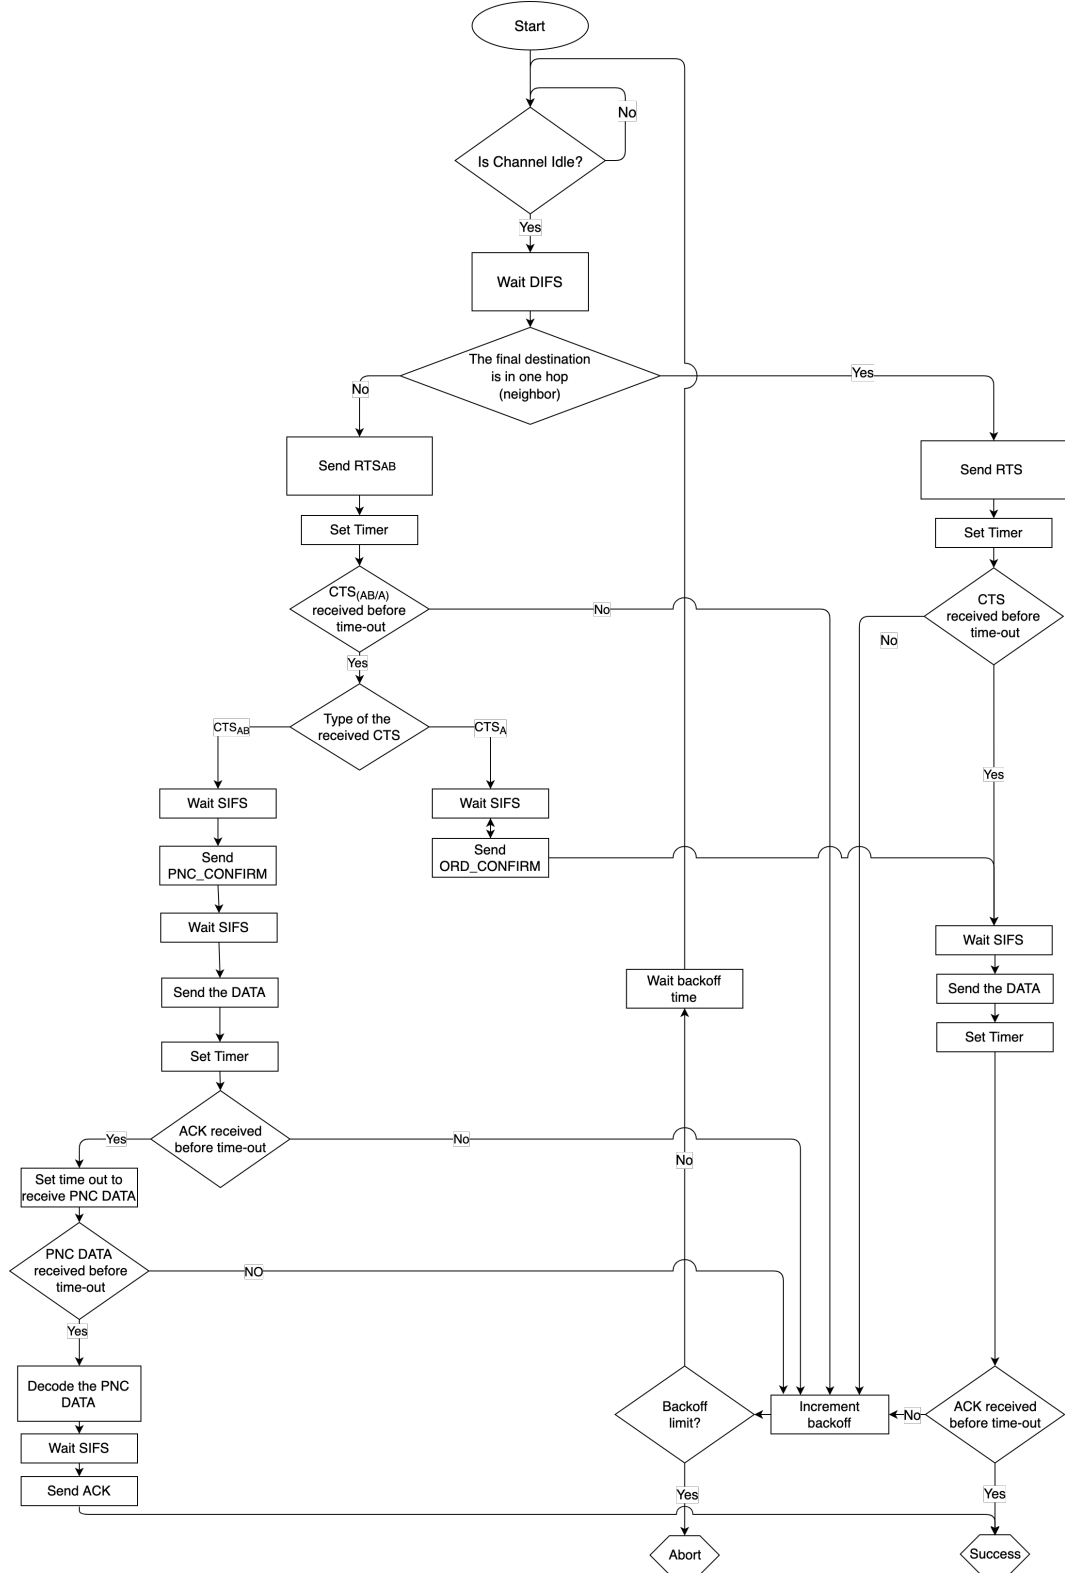 Start
No
Is Channel Idle?
Yes
Wait DIFS
The final destination
is in one hop
(neighbor)
Yes
No
Send RTSAB
Send RTS
Set Timer
Set Timer
CTS(AB/A)
received before
time-out
No
CTS
received before
time-out
No
Yes
Type of the
received CTS
CTSAB
CTSA
Yes
Wait SIFS
Wait SIFS
Send
PNC_CONFIRM
Send
ORD_CONFIRM
Wait SIFS
Wait SIFS
Send the DATA
Wait backoff
time
Send the DATA
Set Timer
Set Timer
ACK received
before time-out
Yes
No
No
Set time out to
receive PNC DATA
PNC DATA
received before
time-out
NO
Yes
Decode the PNC
DATA
Backoff
limit?
Increment
backoff
No
ACK received
before time-out
Wait SIFS
Send ACK
Yes
Yes
Abort
Success